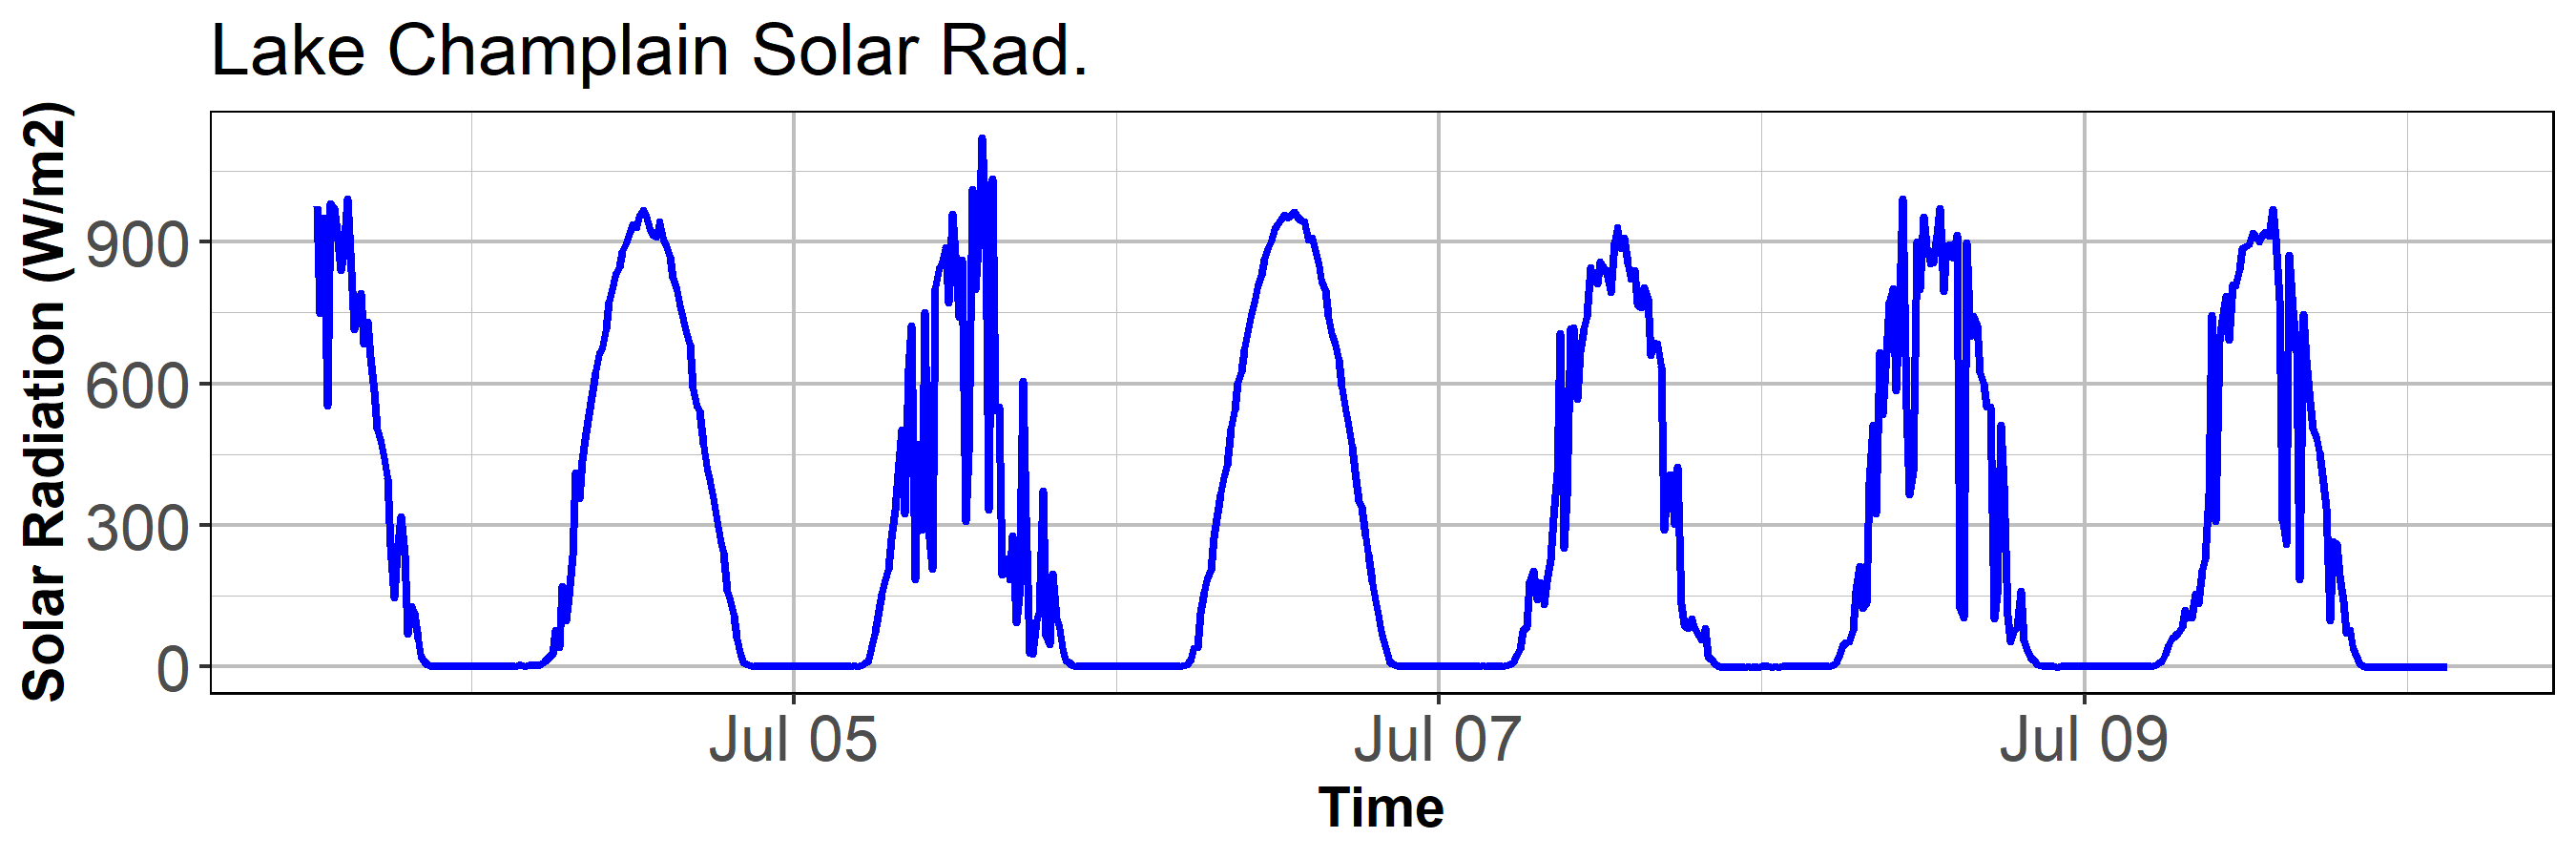 Lake Champlain Solar Rad.
Solar Radiation (W/m2)
900
600
300
0
Jul 05 Jul 07 Jul 09
Time